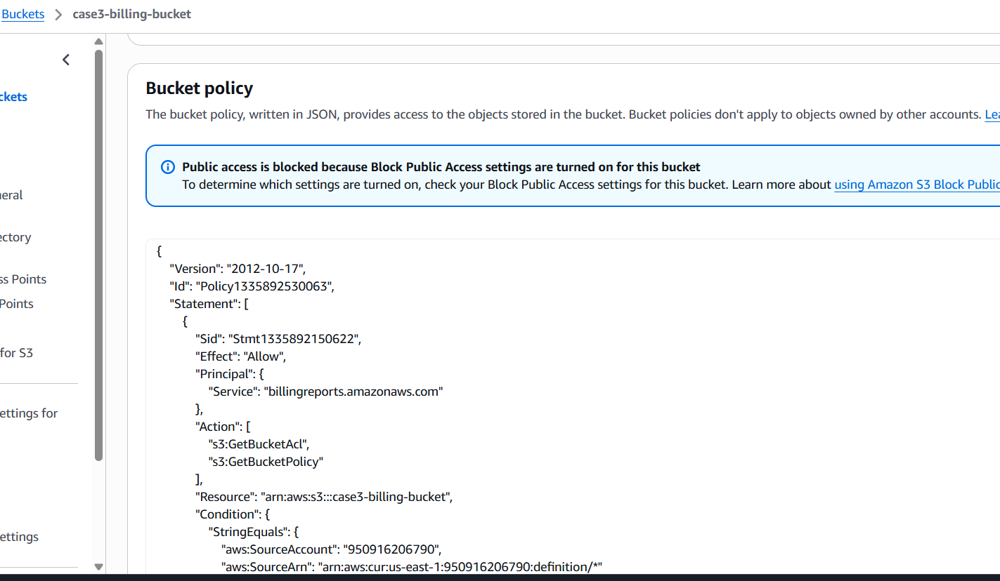 Buckets > case3-billing-bucket
ckets
eral
ectory
ss Points
Points
for S3
ettings for
ettings
Bucket policy
The bucket policy, written in JSON, provides access to the objects stored in the bucket. Bucket policies don't apply to objects owned by other accounts. Lea
Public access is blocked because Block Public Access settings are turned on for this bucket
To determine which settings are turned on, check your Block Public Access settings for this bucket. Learn more about using Amazon S3 Block Public
{
"Version": "2012-10-17",
"Id": "Policy1335892530063",
"Statement": [
{
"Sid": "Stmt1335892150622",
"Effect": "Allow",
"Principal": {
"Service": "billingreports.amazonaws.com"
},
"Action": [
"s3:GetBucketAcl",
"s3:GetBucketPolicy"
],
"Resource": "arn:aws:s3:::case3-billing-bucket",
"Condition": {
"StringEquals": {
"aws:SourceAccount": "950916206790",
"aws:SourceArn": "arn:aws:cur:us-east-1:950916206790:definition/*"